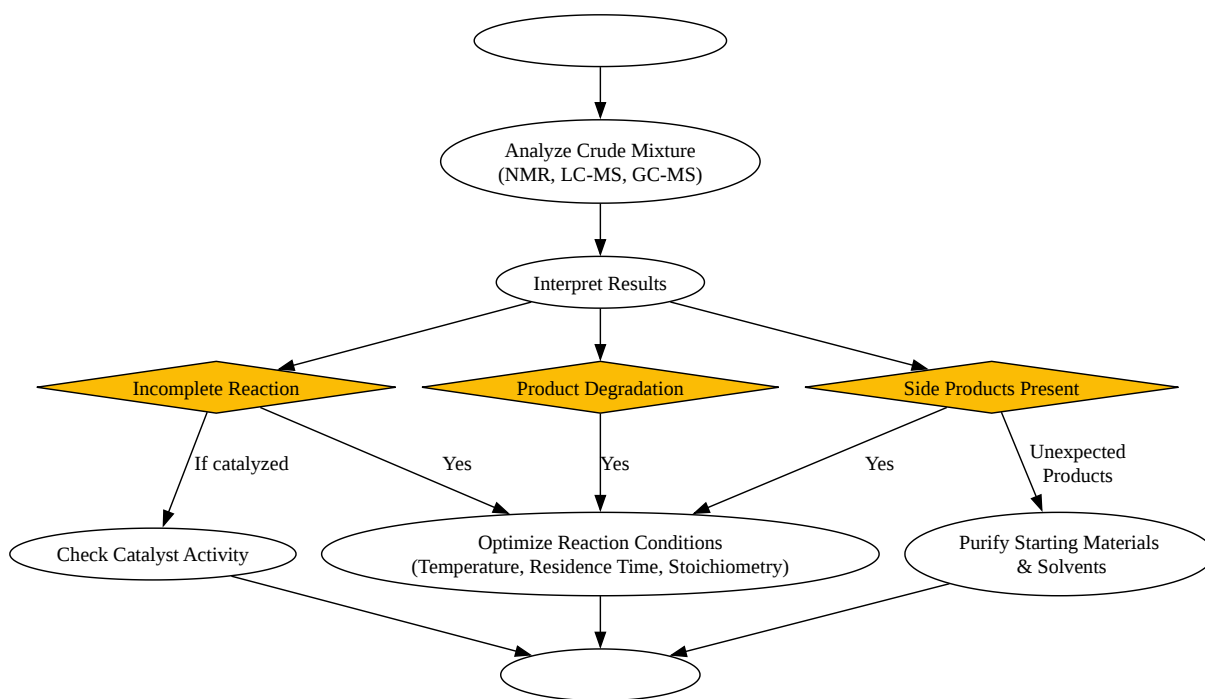 Analyze Crude Mixture
(NMR, LC-MS, GC-MS)
Interpret Results
Incomplete Reaction
Product Degradation
Side Products Present
If catalyzed
Yes
Yes
Yes
Unexpected
Products
Check Catalyst Activity
Optimize Reaction Conditions
(Temperature, Residence Time, Stoichiometry)
Purify Starting Materials
& Solvents